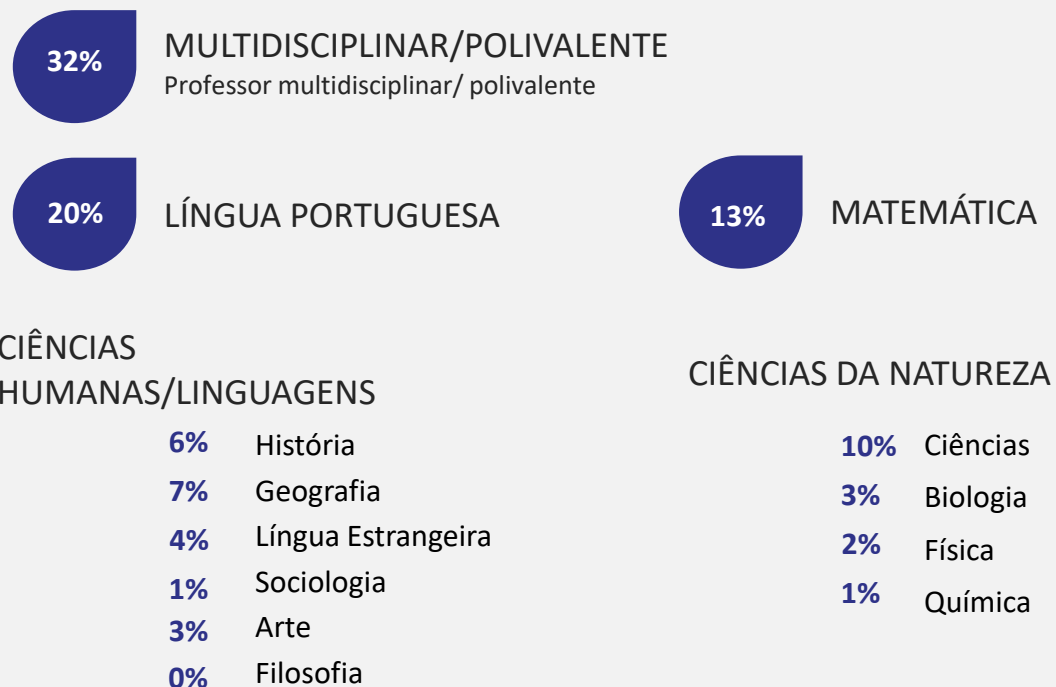 32%
MULTIDISCIPLINAR/POLIVALENTE
Professor multidisciplinar/ polivalente
20%
LÍNGUA PORTUGUESA
13%
MATEMÁTICA
CIÊNCIAS
HUMANAS/LINGUAGENS
6% História
7% Geografia
4% Língua Estrangeira
1% Sociologia
3% Arte
0% Filosofia
CIÊNCIAS DA NATUREZA
10% Ciências
3% Biologia
2% Física
1% Química